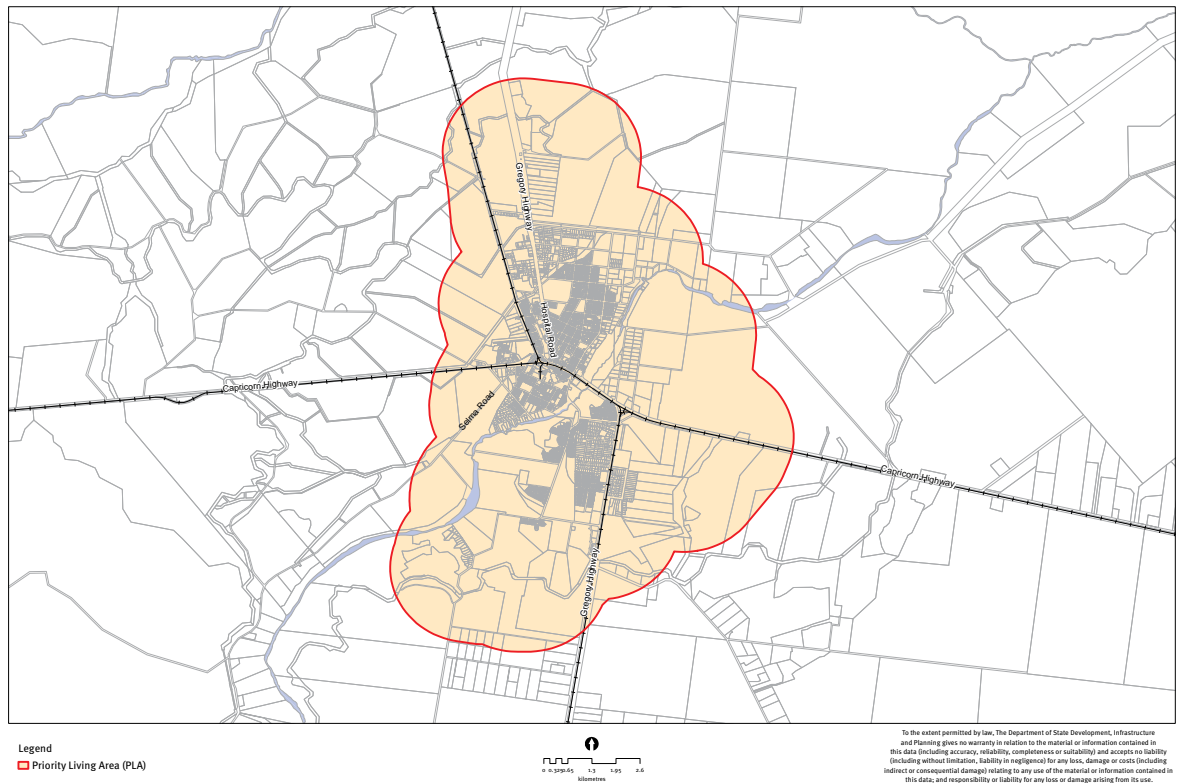 Gregory Highway
Hospital Road
Capricorn Highway
Selma Road
Capricorn Highway
Gregory Highway
Legend
Priority Living Area (PLA)
0 0.325 0.65 1.3 1.95 2.6
kilometres
To the extent permitted by law, The Department of State Development, Infrastructure
and Planning gives no warranty in relation to the material or information contained in
this data (including accuracy, reliability, completeness or suitability) and accepts no liability
(including without limitation, liability in negligence) for any loss, damage or costs (including
indirect or consequential damage) relating to any use of the material or information contained in
this data; and responsibility or liability for any loss or damage arising from its use.